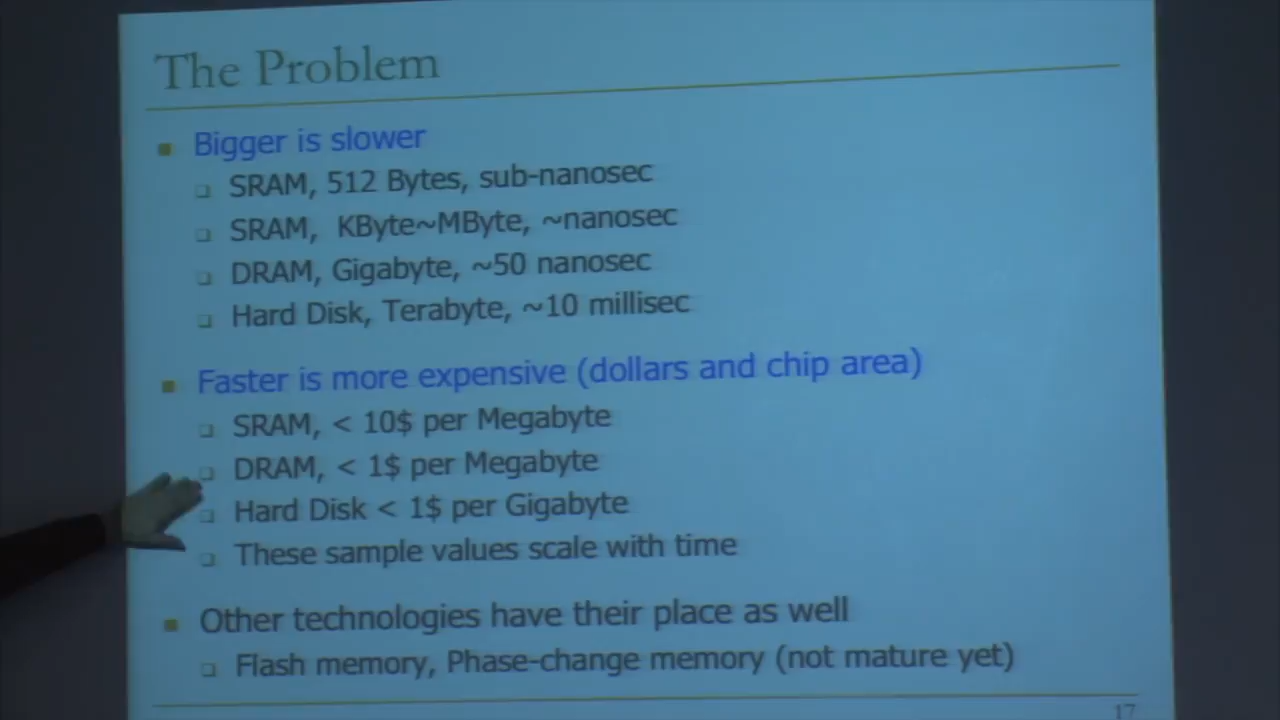 The Problem
Bigger is slower
SRAM, 512 Bytes, sub-nanosec
SRAM, KByte~MByte, ~nanosec
DRAM, Gigabyte, ~50 nanosec
Hard Disk, Terabyte, ~10 millisec
Faster is more expensive (dollars and chip area)
SRAM, < 10$ per Megabyte
DRAM, < 1$ per Megabyte
Hard Disk < 1$ per Gigabyte
These sample values scale with time
Other technologies have their place as well
Flash memory, Phase-change memory (not mature yet)
17